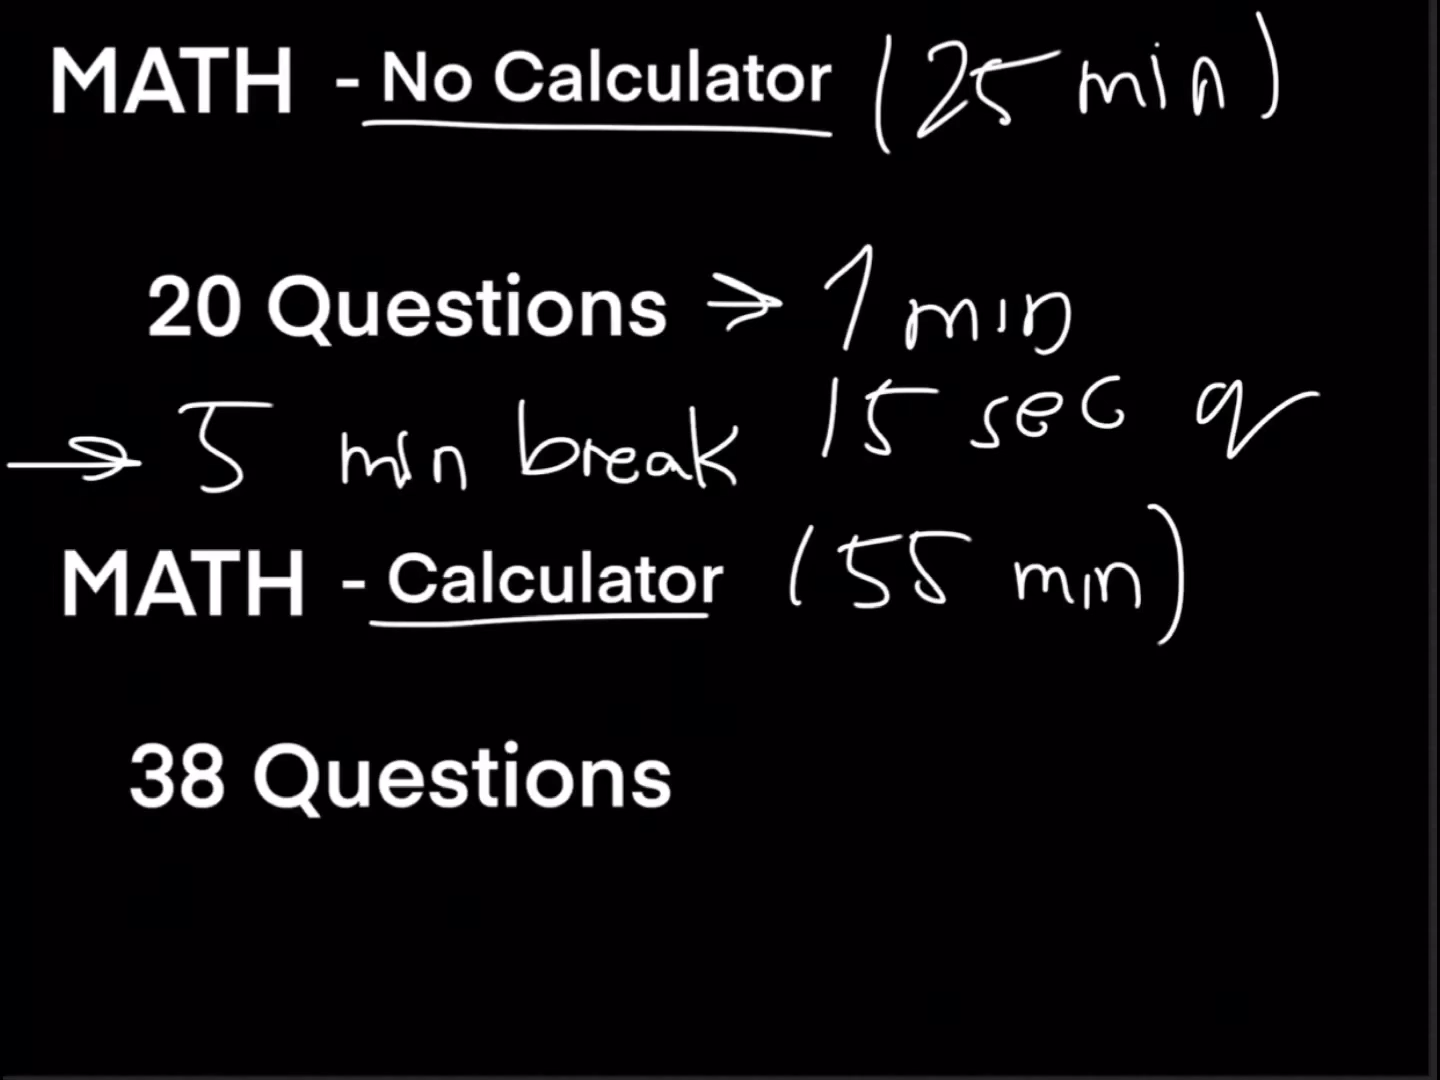 MATH - No Calculator (25 min)
20 Questions → 1 min
15 sec q
→ 5 min break
MATH - Calculator (55 min)
38 Questions